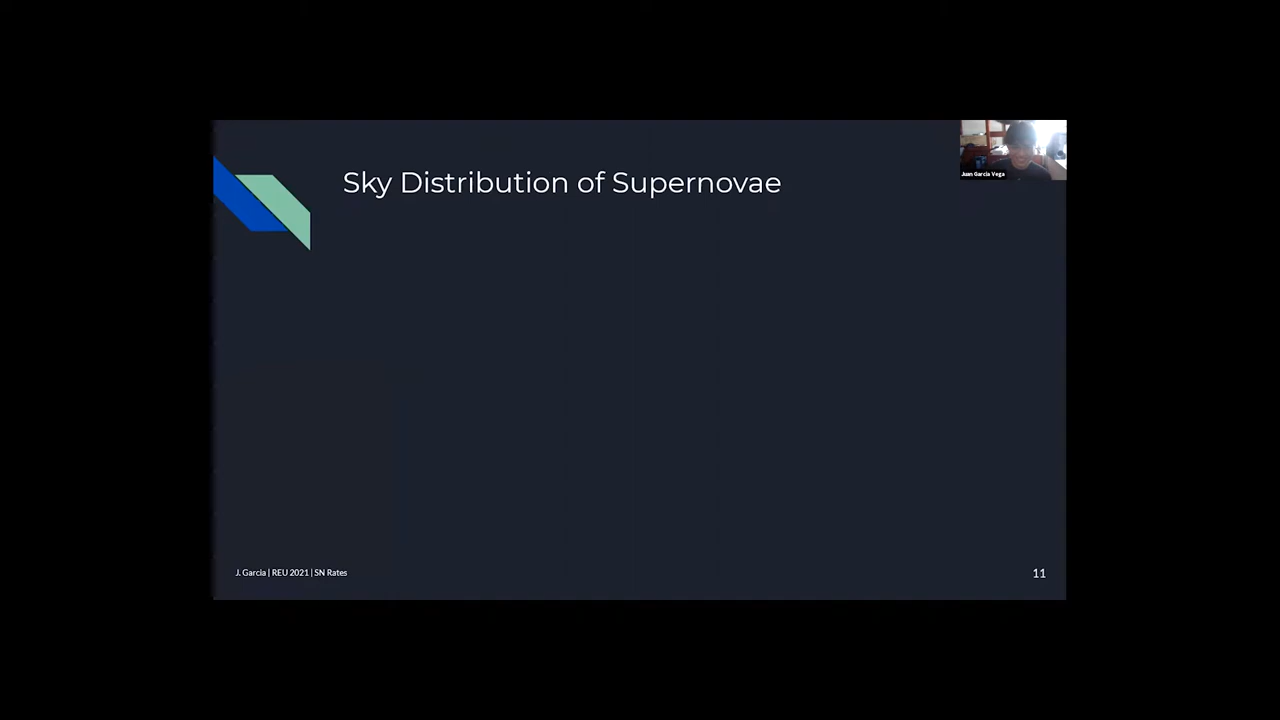 Sky Distribution of Supernovae
Juan Garcia Vega
J. Garcia | REU 2021 | SN Rates
11